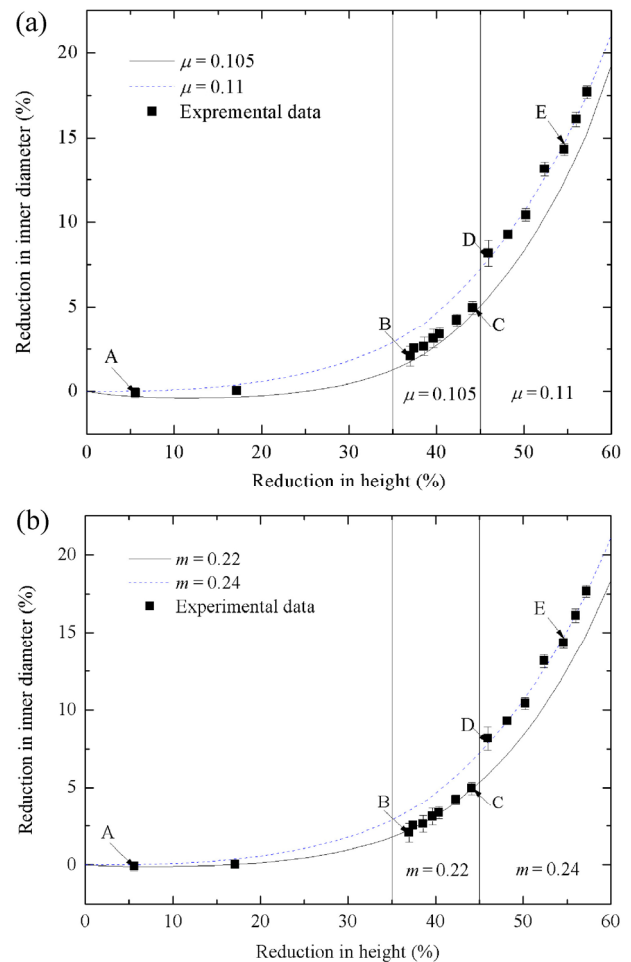 (a)
μ = 0.105
μ = 0.11
Expremental data
Reduction in inner diameter (%)
20
15
10
5
0
A
B
C
D
E
μ = 0.105
μ = 0.11
0 10 20 30 40 50 60
Reduction in height (%)
(b)
m = 0.22
m = 0.24
Experimental data
Reduction in inner diameter (%)
20
15
10
5
0
A
B
C
D
E
m = 0.22
m = 0.24
0 10 20 30 40 50 60
Reduction in height (%)